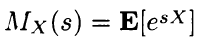 M_X(s) = E[e^{sX}]